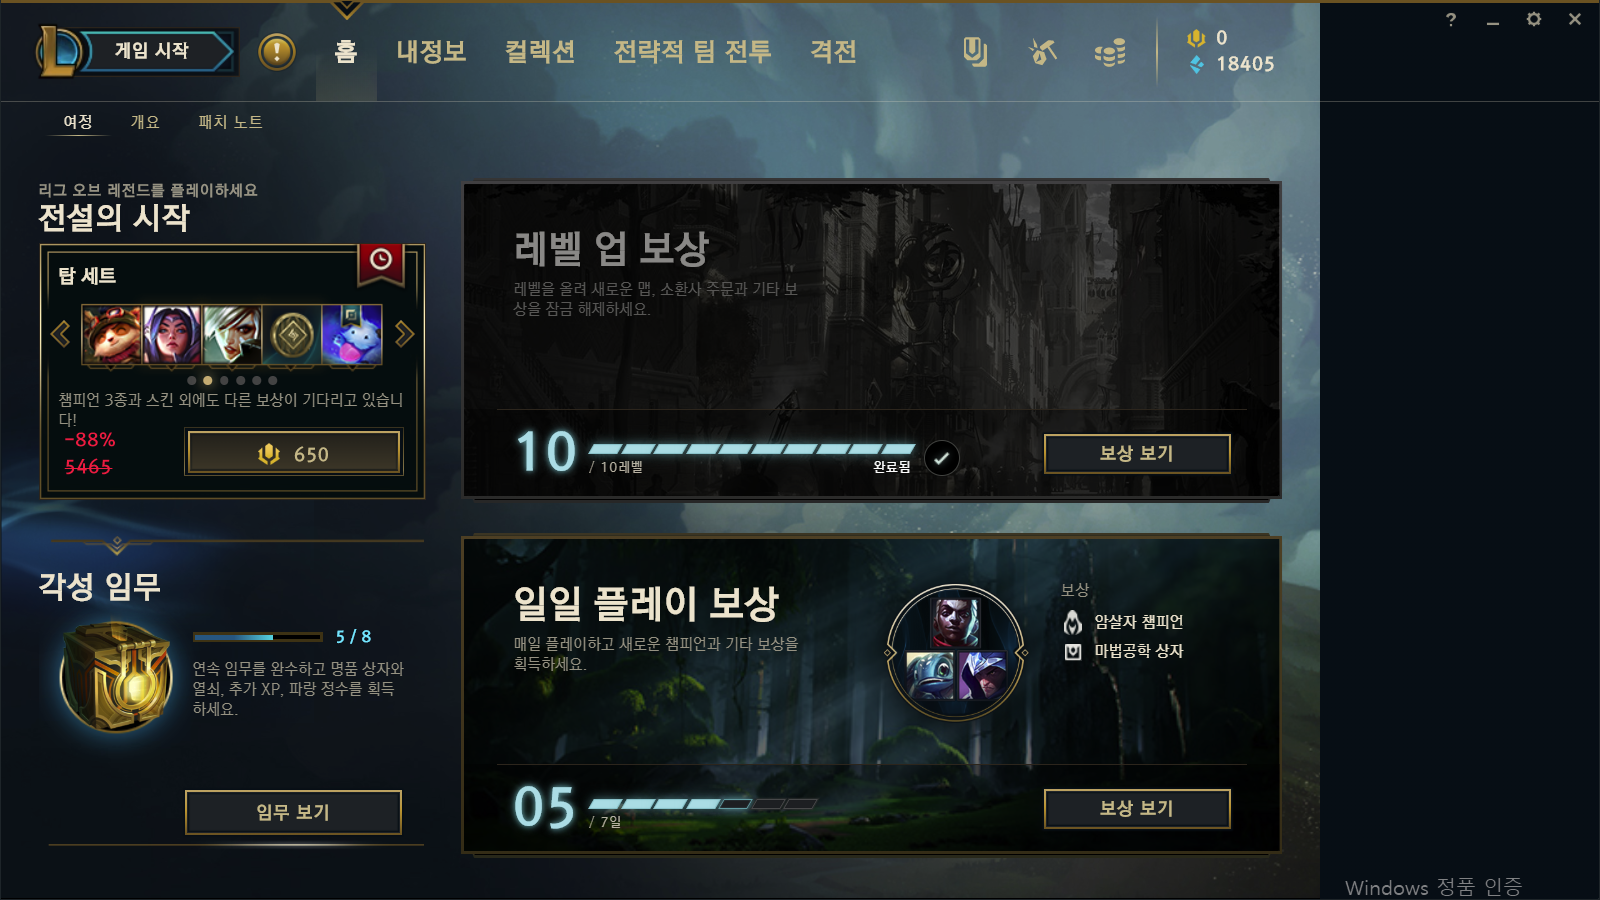 게임 시작
홈
내정보
컬렉션
전략적 팀 전투
격전
0
18405
여정
개요
패치 노트
리그 오브 레전드를 플레이하세요
전설의 시작
탑 세트
챔피언 3종과 스킨 외에도 다른 보상이 기다리고 있습니
다!
-88%
5465
650
각성 임무
5 / 8
연속 임무를 완수하고 명품 상자와
열쇠, 추가 XP, 파랑 정수를 획득
하세요.
임무 보기
레벨 업 보상
레벨을 올려 새로운 맵, 소환사 주문과 기타 보
상을 잠금 해제하세요.
10
/ 10레벨
완료됨
보상 보기
일일 플레이 보상
매일 플레이하고 새로운 챔피언과 기타 보상을
획득하세요.
보상
암살자 챔피언
마법공학 상자
05
/ 7일
보상 보기
Windows 정품 인증